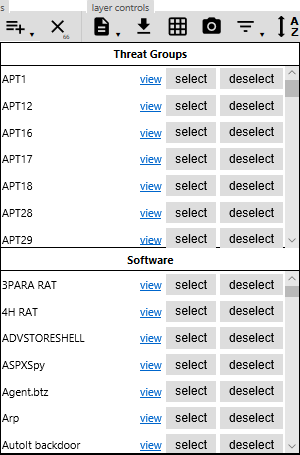 s
layer controls
66
A
Z
Threat Groups
APT1 view select deselect
APT12 view select deselect
APT16 view select deselect
APT17 view select deselect
APT18 view select deselect
APT28 view select deselect
APT29 view select deselect
Software
3PARA RAT view select deselect
4H RAT view select deselect
ADVSTORESHELL view select deselect
ASPXSpy view select deselect
Agent.btz view select deselect
Arp view select deselect
AutoIt backdoor view select deselect